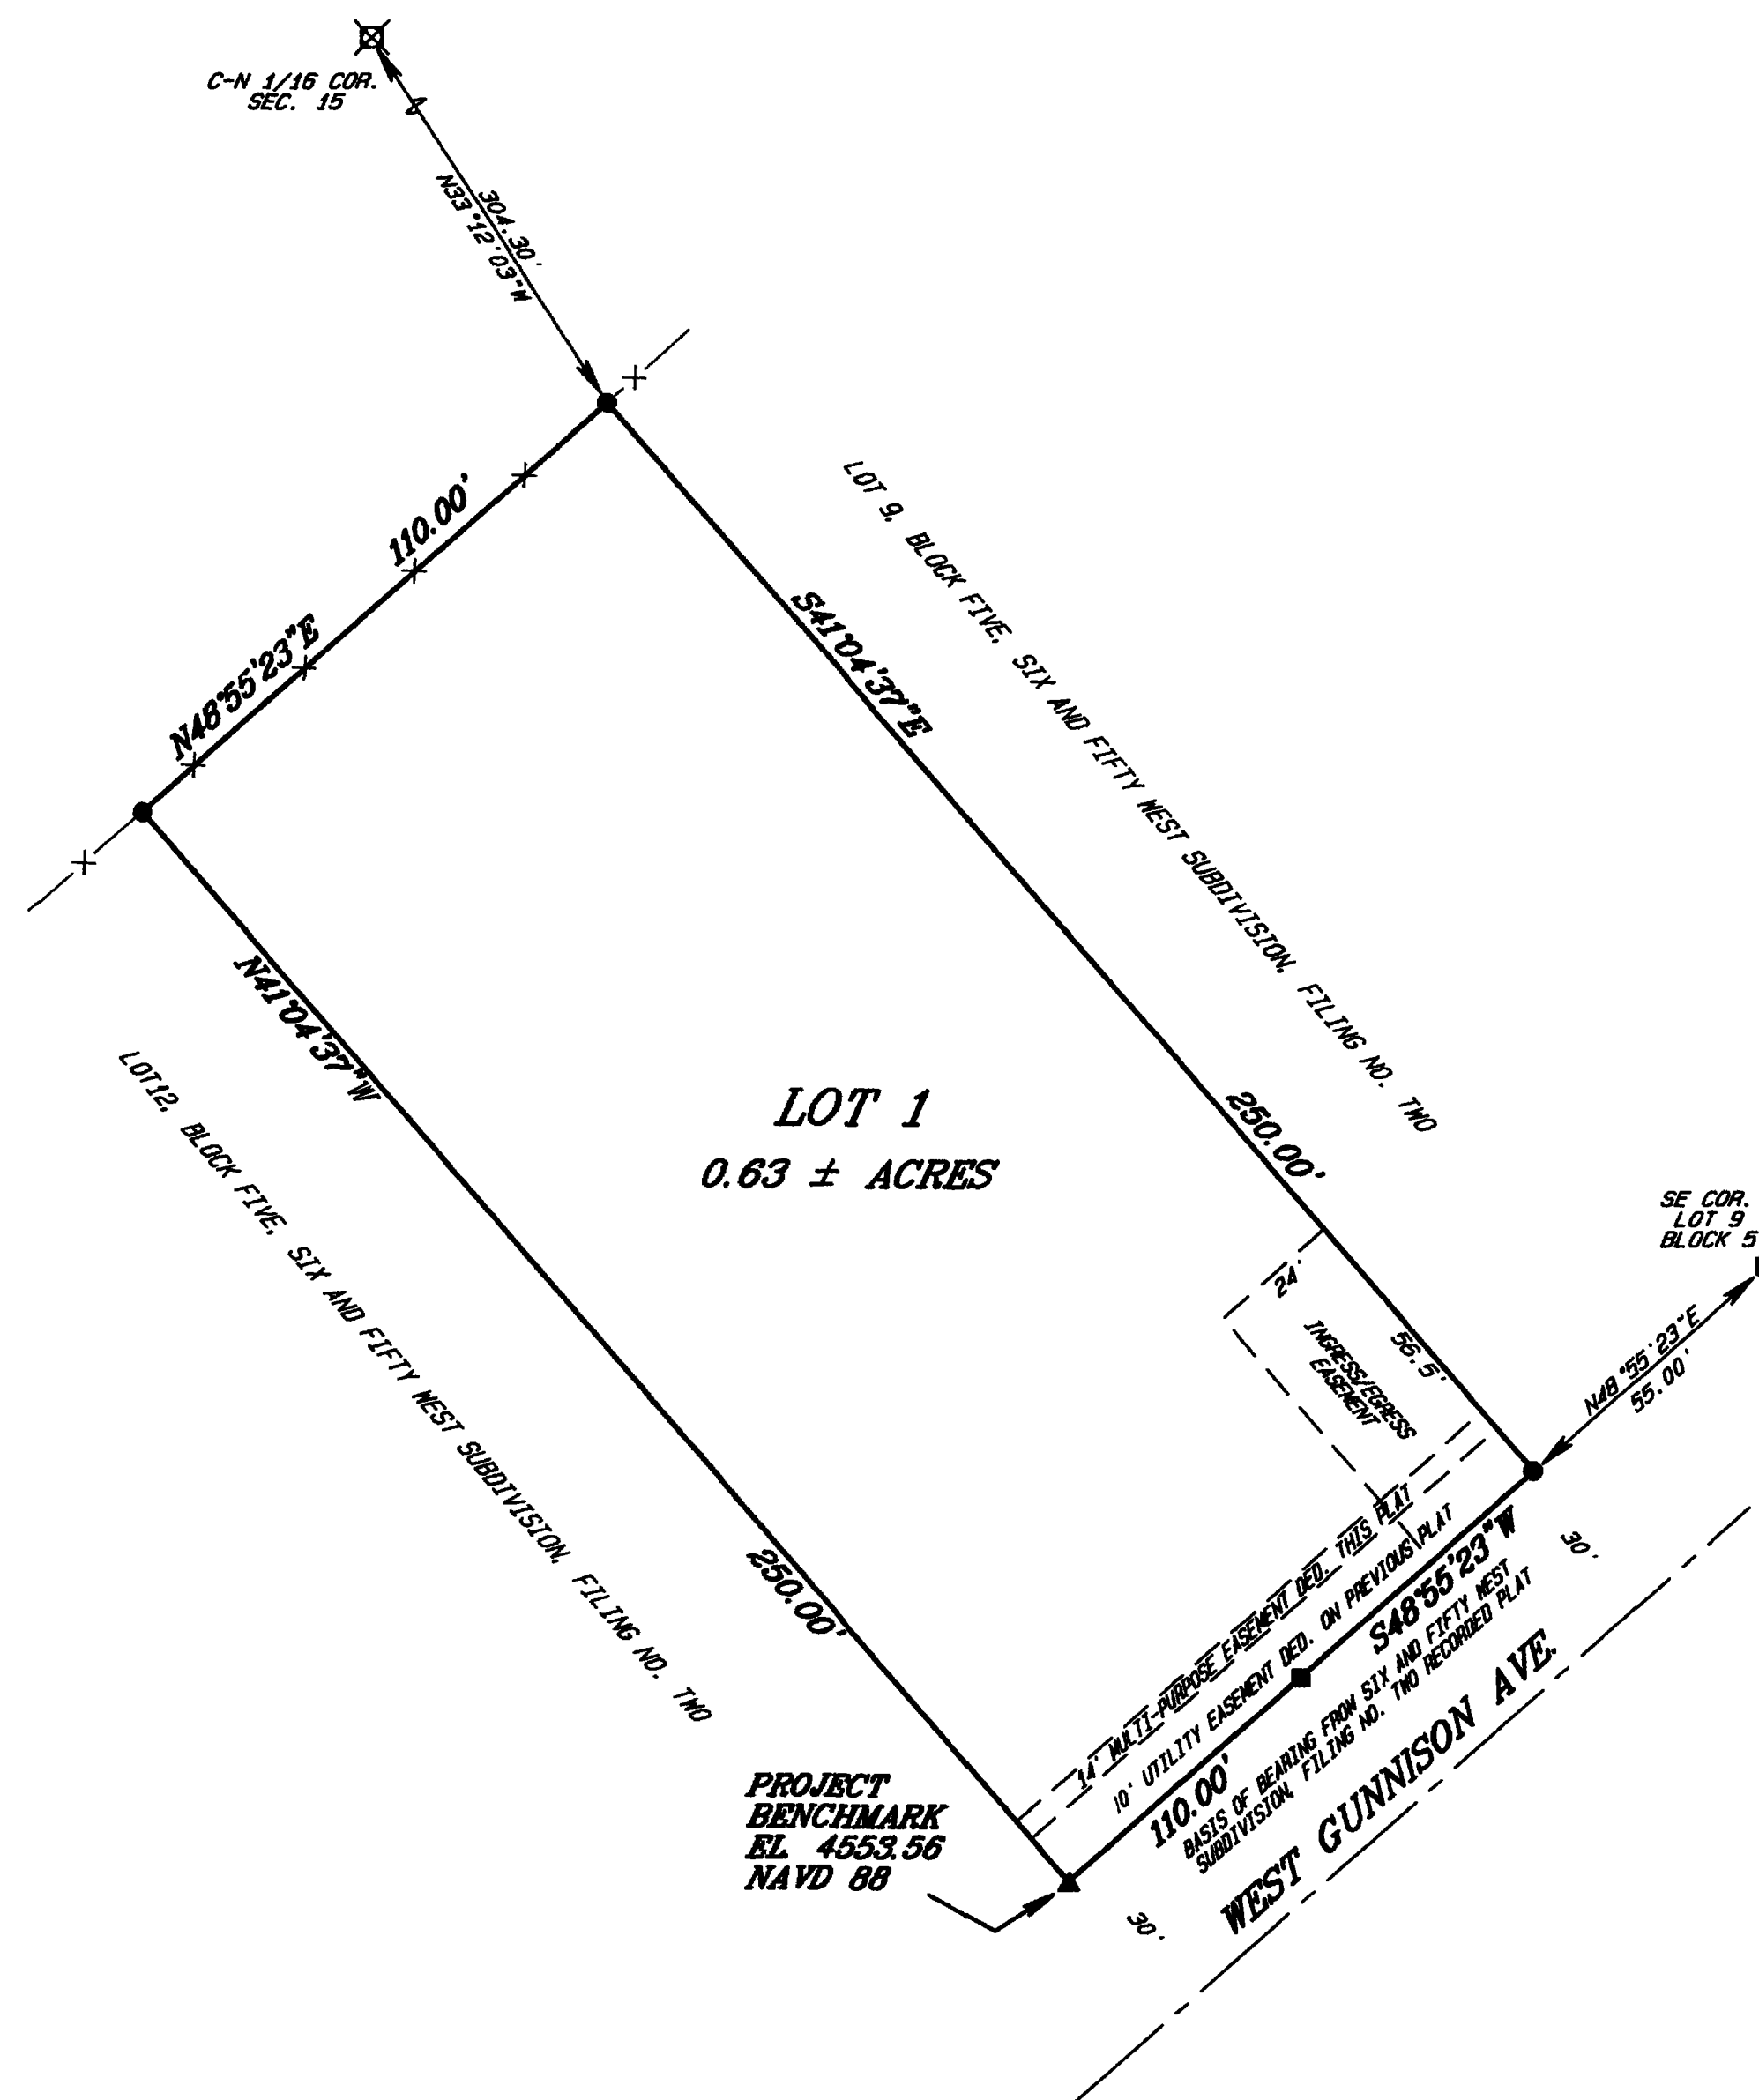 C-N 1/16 COR.
SEC. 15
304.30'
N33°12'03"W
N48°55'23"E
110.00'
LOT 9, BLOCK FIVE, SIX AND FIFTY WEST SUBDIVISION, FILING NO. TWO
S41°04'37"E
250.00'
N41°04'37"W
250.00'
LOT12, BLOCK FIVE, SIX AND FIFTY WEST SUBDIVISION, FILING NO. TWO
LOT 1
0.63 ± ACRES
SE COR.
LOT 9
BLOCK 5
24'
56.5'
INGRESS/EGRESS
EASEMENT
N48°55'23"E
55.00'
14' MULTI-PURPOSE EASEMENT DED. THIS PLAT
10' UTILITY EASEMENT DED. ON PREVIOUS PLAT
S48°55'23"W
110.00'
BASIS OF BEARING FROM SIX AND FIFTY WEST
SUBDIVISION, FILING NO. TWO RECORDED PLAT
30'
30'
WEST GUNNISON AVE.
PROJECT
BENCHMARK
EL 4553.56
NAVD 88